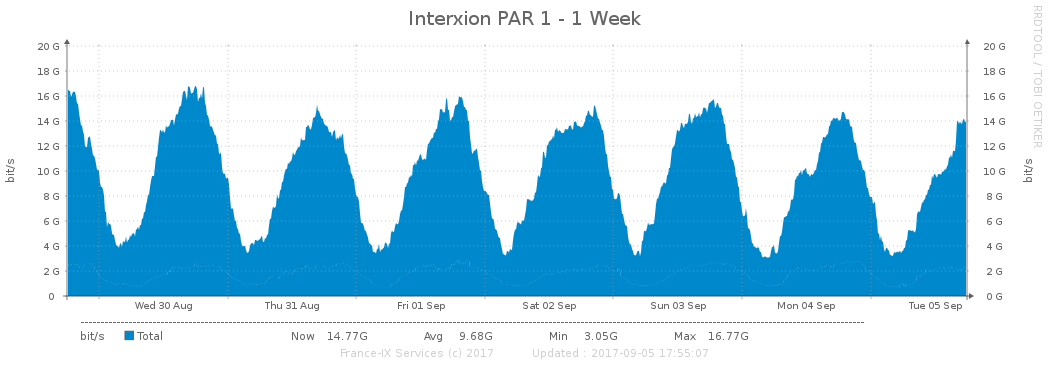 Interxion PAR 1 - 1 Week
RRDTOOL / TOBI OETIKER
20 G 20 G
18 G 18 G
16 G 16 G
14 G 14 G
12 G 12 G
10 G 10 G
8 G 8 G
6 G 6 G
4 G 4 G
2 G 2 G
0 0 G
bit/s bit/s
Wed 30 Aug Thu 31 Aug Fri 01 Sep Sat 02 Sep Sun 03 Sep Mon 04 Sep Tue 05 Sep
bit/s Total Now 14.77G Avg 9.68G Min 3.05G Max 16.77G
France-IX Services (c) 2017 Updated : 2017-09-05 17:55:07